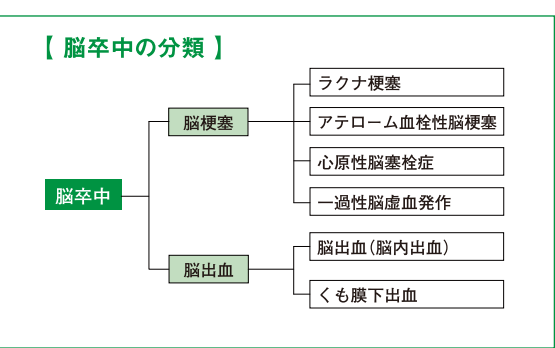 【 脳卒中の分類 】
ラクナ梗塞
脳梗塞
アテローム血栓性脳梗塞
心原性脳塞栓症
脳卒中
一過性脳虚血発作
脳出血(脳内出血)
脳出血
くも膜下出血